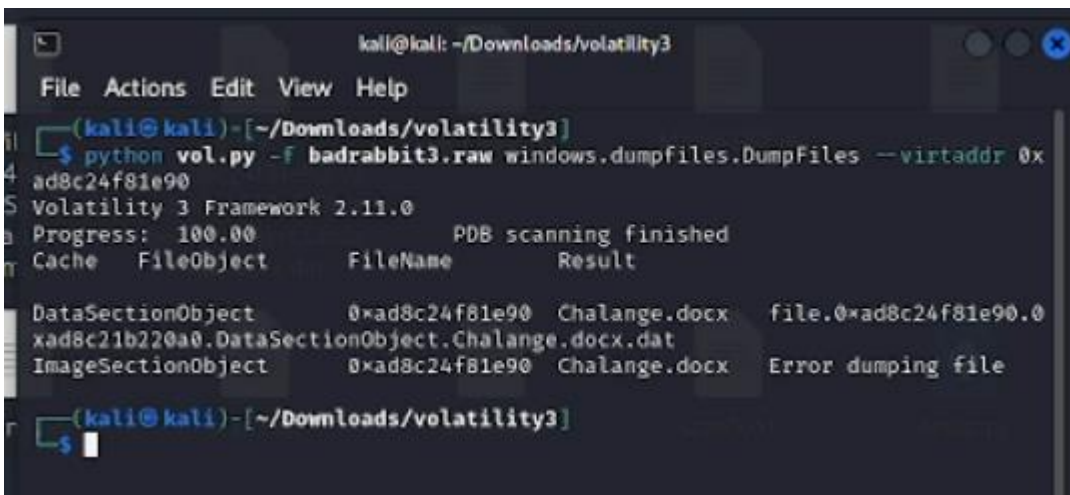 kali@kali: ~/Downloads/volatility3
File Actions Edit View Help
┌──(kali㉿kali)-[~/Downloads/volatility3]
└─$ python vol.py -f badrabbit3.raw windows.dumpfiles.DumpFiles --virtaddr 0x
ad8c24f81e90
Volatility 3 Framework 2.11.0
Progress: 100.00 PDB scanning finished
Cache FileObject FileName Result
DataSectionObject 0xad8c24f81e90 Chalange.docx file.0xad8c24f81e90.0
xad8c21b220a0.DataSectionObject.Chalange.docx.dat
ImageSectionObject 0xad8c24f81e90 Chalange.docx Error dumping file
┌──(kali㉿kali)-[~/Downloads/volatility3]
└─$